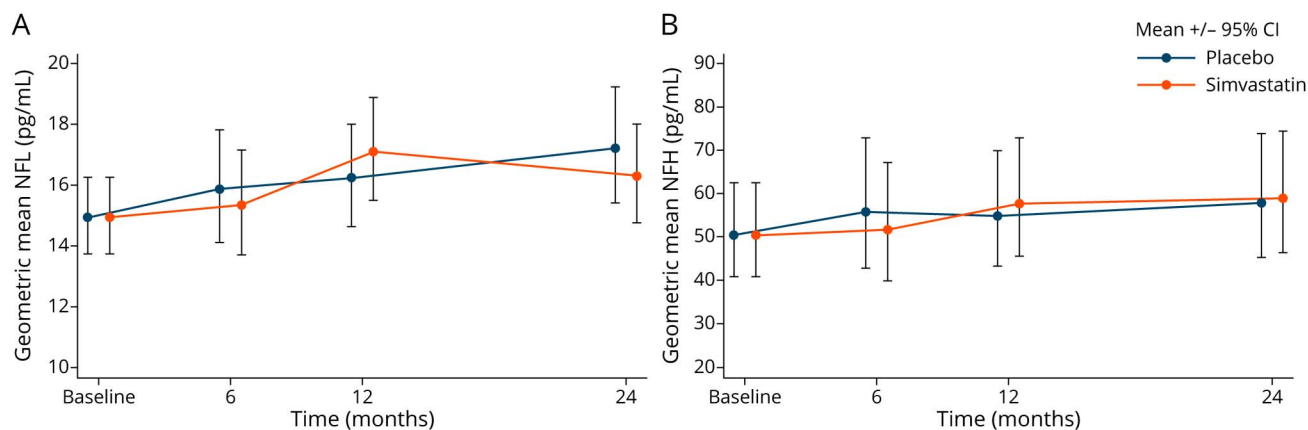 A
Geometric mean NFL (pg/mL)
20
18
16
14
12
10
Baseline 6 12 24
Time (months)
B
Mean +/– 95% CI
Placebo
Simvastatin
Geometric mean NFH (pg/mL)
90
80
70
60
50
40
30
20
Baseline 6 12 24
Time (months)